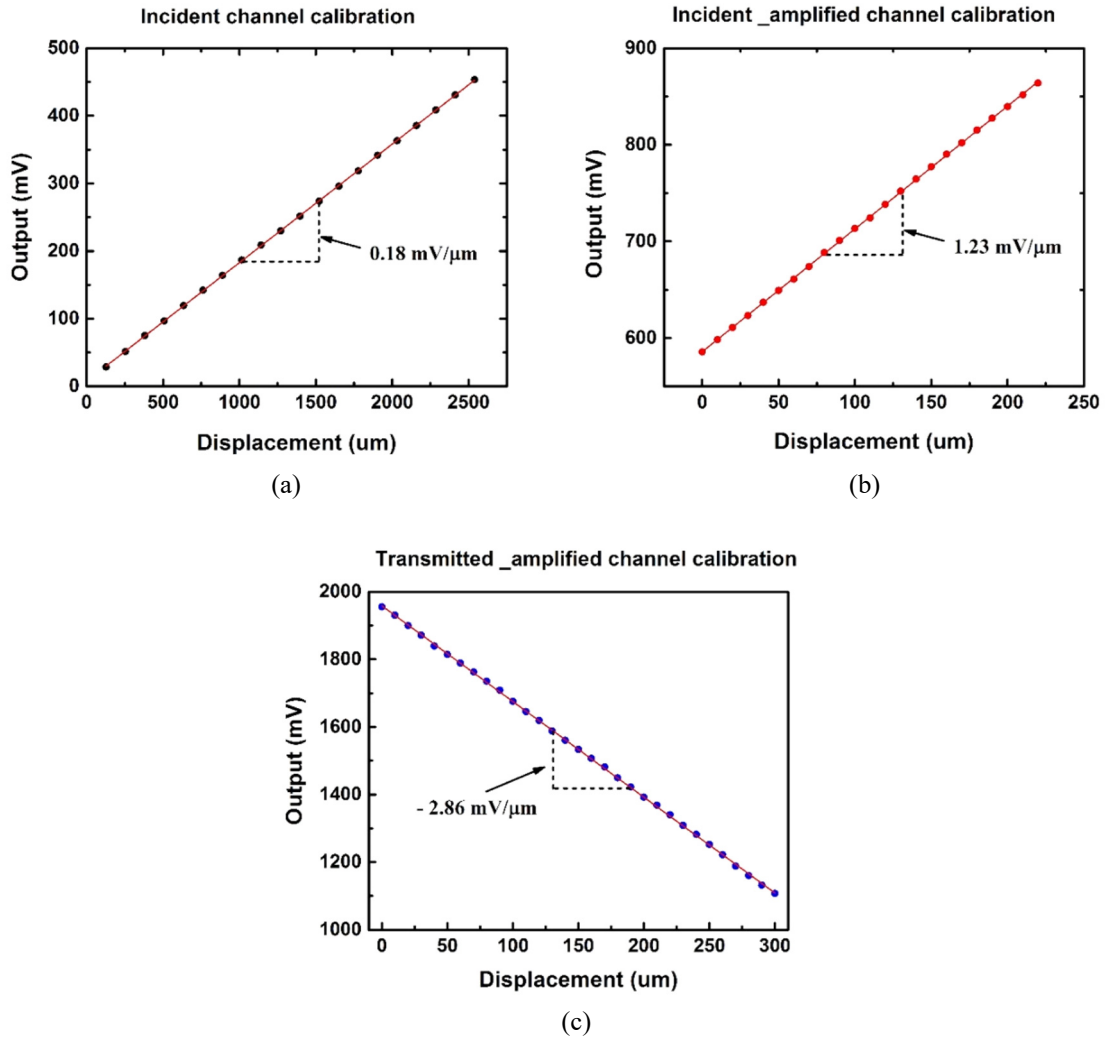 Incident channel calibration
500
400
300
200
100
0
Output (mV)
0.18 mV/μm
0 500 1000 1500 2000 2500
Displacement (um)
(a)
Incident _amplified channel calibration
900
800
700
600
Output (mV)
1.23 mV/μm
0 50 100 150 200 250
Displacement (um)
(b)
Transmitted _amplified channel calibration
2000
1800
1600
1400
1200
1000
Output (mV)
- 2.86 mV/μm
0 50 100 150 200 250 300
Displacement (um)
(c)